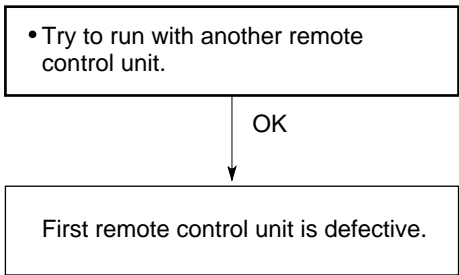 • Try to run with another remote
control unit.
OK
First remote control unit is defective.